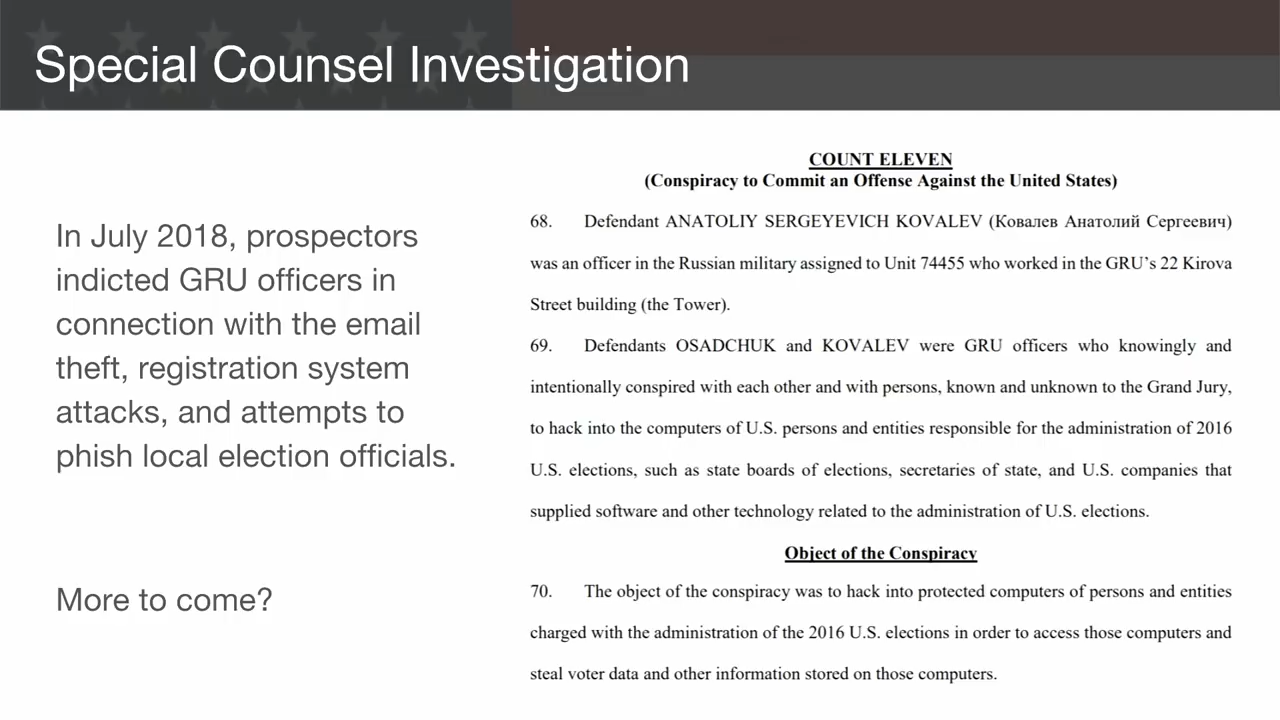 Special Counsel Investigation
In July 2018, prospectors
indicted GRU officers in
connection with the email
theft, registration system
attacks, and attempts to
phish local election officials.
More to come?
COUNT ELEVEN
(Conspiracy to Commit an Offense Against the United States)
68. Defendant ANATOLIY SERGEYEVICH KOVALEV (Ковалев Анатолий Сергеевич)
was an officer in the Russian military assigned to Unit 74455 who worked in the GRU's 22 Kirova
Street building (the Tower).
69. Defendants OSADCHUK and KOVALEV were GRU officers who knowingly and
intentionally conspired with each other and with persons, known and unknown to the Grand Jury,
to hack into the computers of U.S. persons and entities responsible for the administration of 2016
U.S. elections, such as state boards of elections, secretaries of state, and U.S. companies that
supplied software and other technology related to the administration of U.S. elections.
Object of the Conspiracy
70. The object of the conspiracy was to hack into protected computers of persons and entities
charged with the administration of the 2016 U.S. elections in order to access those computers and
steal voter data and other information stored on those computers.